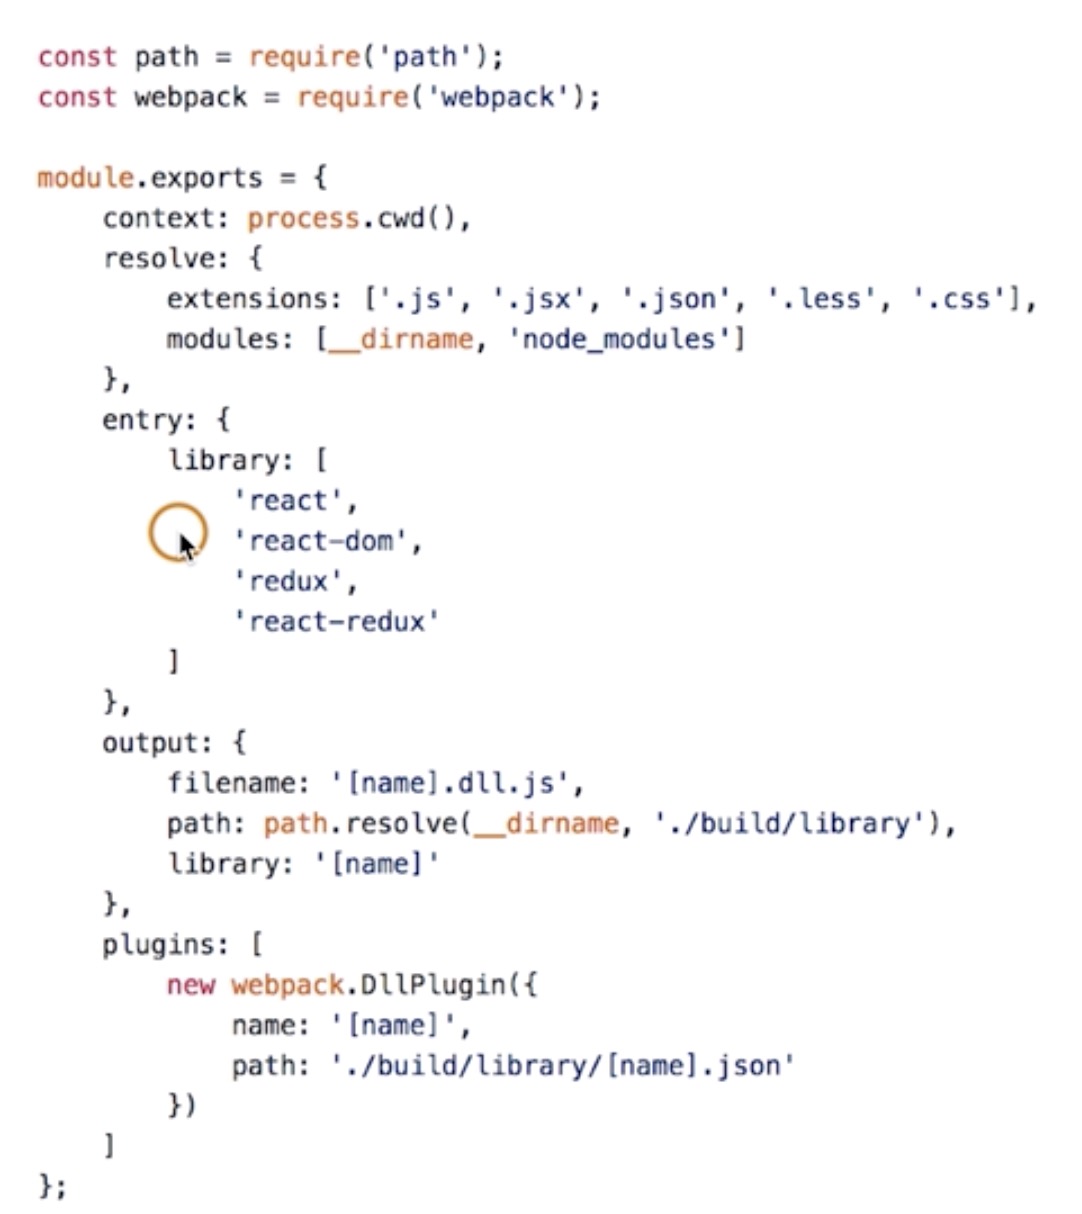 const path = require('path');
const webpack = require('webpack');

module.exports = {
    context: process.cwd(),
    resolve: {
        extensions: ['.js', '.jsx', '.json', '.less', '.css'],
        modules: [__dirname, 'node_modules']
    },
    entry: {
        library: [
            'react',
            'react-dom',
            'redux',
            'react-redux'
        ]
    },
    output: {
        filename: '[name].dll.js',
        path: path.resolve(__dirname, './build/library'),
        library: '[name]'
    },
    plugins: [
        new webpack.DllPlugin({
            name: '[name]',
            path: './build/library/[name].json'
        })
    ]
};